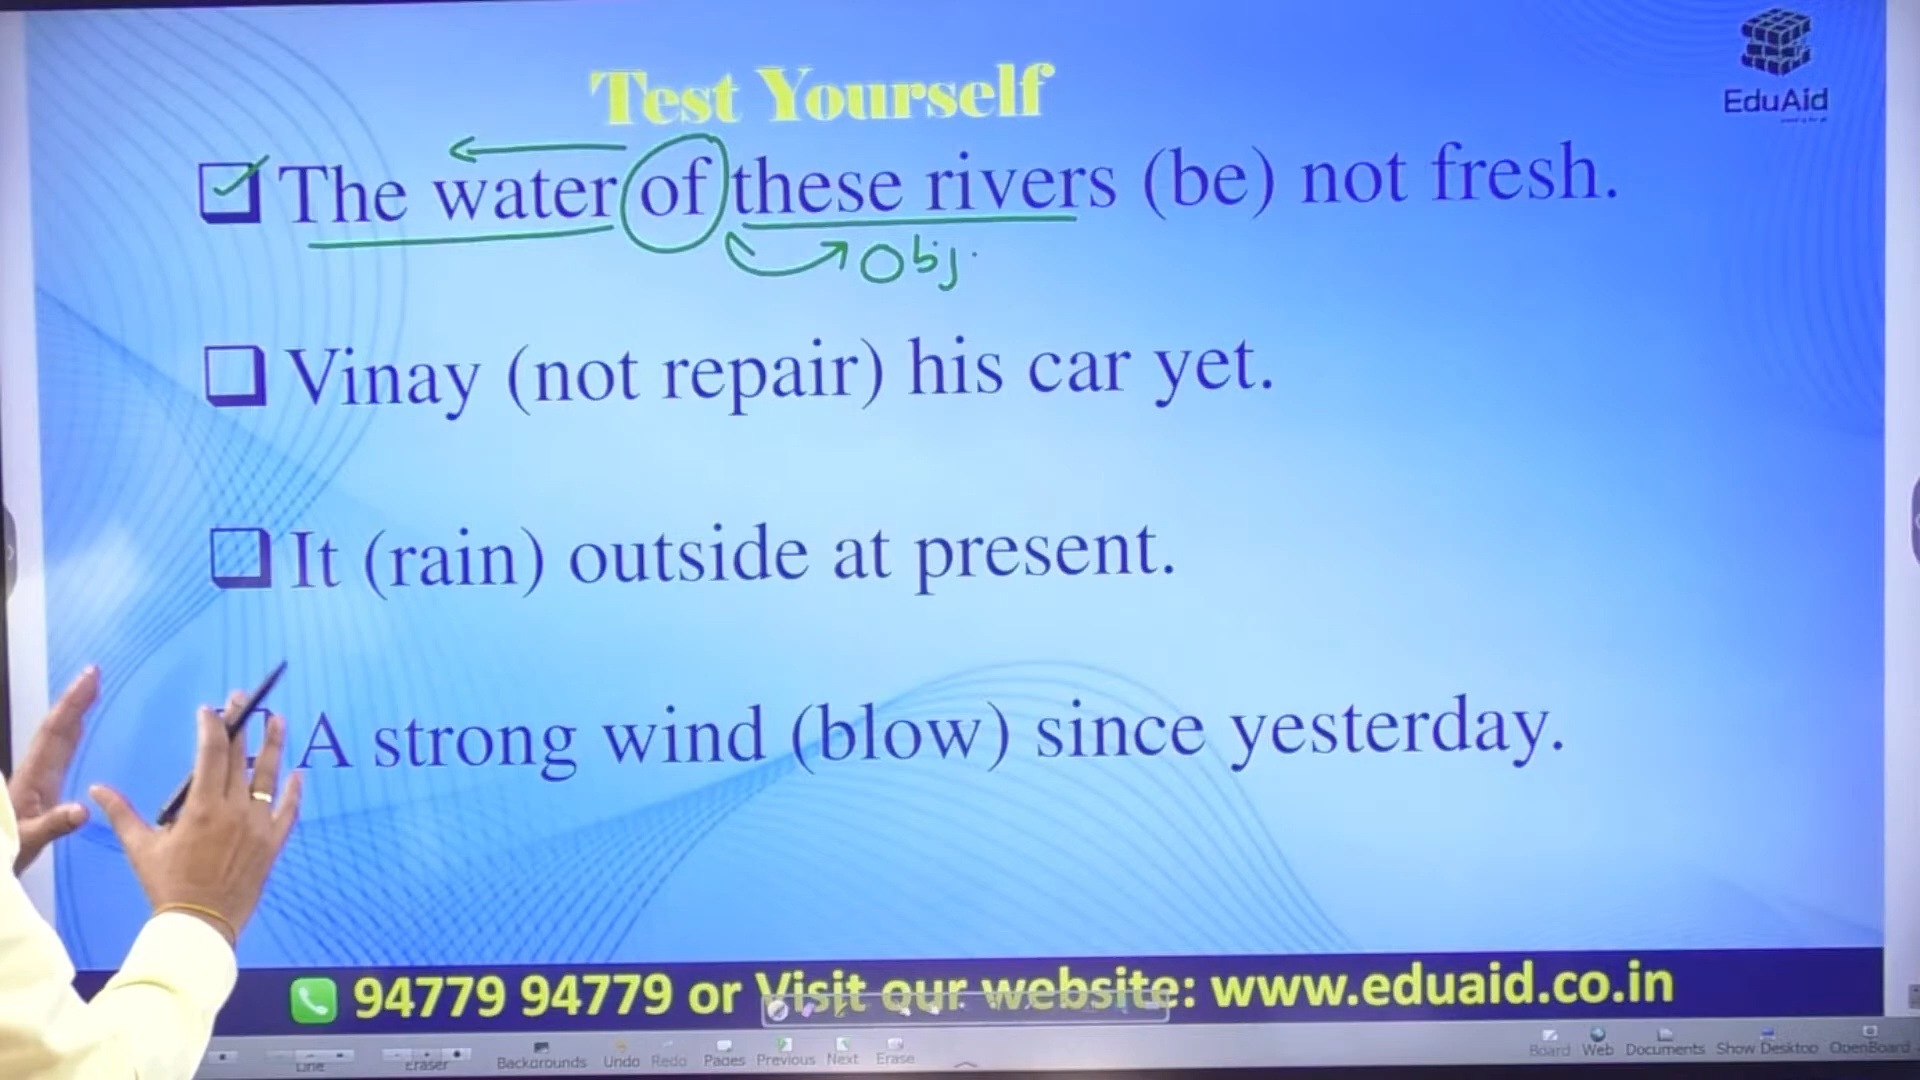 Test Yourself
EduAid
The water of these rivers (be) not fresh.
Obj.
Vinay (not repair) his car yet.
It (rain) outside at present.
A strong wind (blow) since yesterday.
94779 94779 or Visit our website: www.eduaid.co.in
Line Eraser Backgrounds Undo Redo Pages Previous Next Erase Board Web Documents Show Desktop OpenBoard